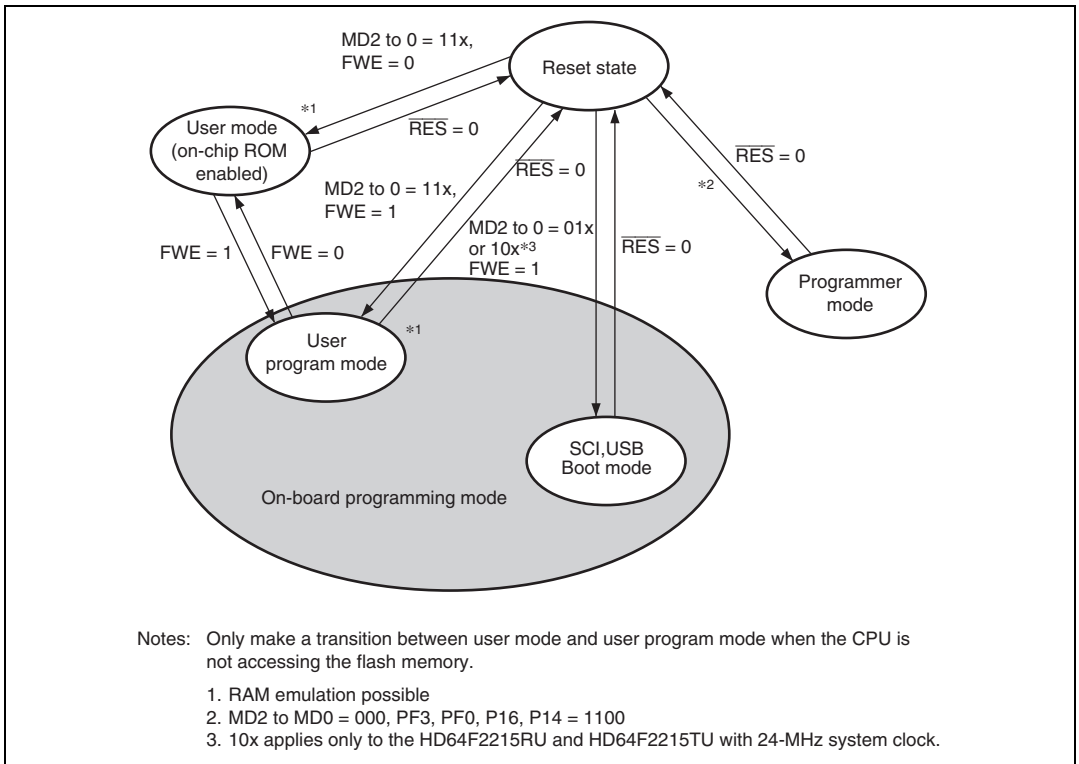 MD2 to 0 = 11x,
FWE = 0
Reset state
*1
RES = 0
User mode
(on-chip ROM
enabled)
RES = 0
RES = 0
*2
MD2 to 0 = 11x,
FWE = 1
MD2 to 0 = 01x
or 10x*3
FWE = 1
RES = 0
FWE = 1
FWE = 0
Programmer
mode
User
program mode
*1
SCI,USB
Boot mode
On-board programming mode
Notes: Only make a transition between user mode and user program mode when the CPU is
not accessing the flash memory.
1. RAM emulation possible
2. MD2 to MD0 = 000, PF3, PF0, P16, P14 = 1100
3. 10x applies only to the HD64F2215RU and HD64F2215TU with 24-MHz system clock.